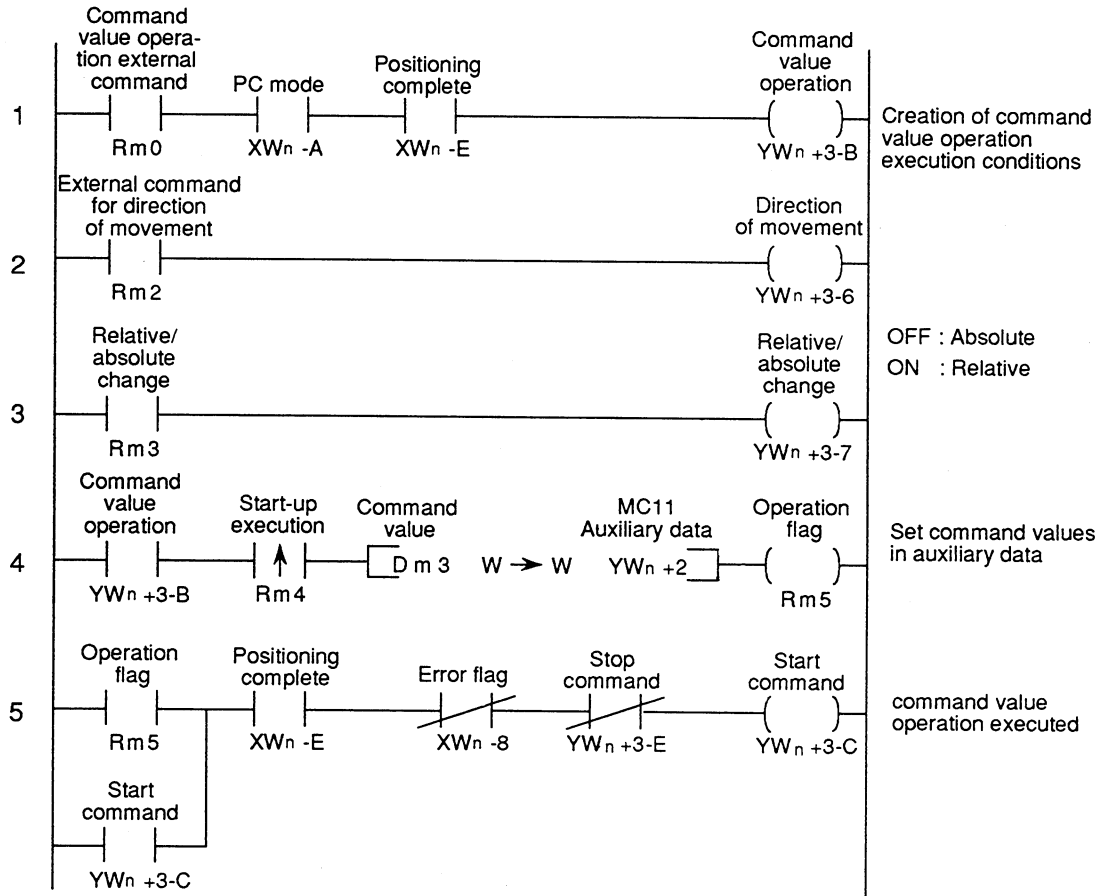 Command
value opera-
tion external
command
PC mode
Positioning
complete
Command
value
operation
1
Rm0
XWn -A
XWn -E
YWn +3-B
Creation of command
value operation
execution conditions
External command
for direction
of movement
Direction
of movement
2
Rm2
YWn +3-6
Relative/
absolute
change
Relative/
absolute
change
OFF : Absolute
ON : Relative
3
Rm3
YWn +3-7
Command
value
operation
Start-up
execution
Command
value
MC11
Auxiliary data
Operation
flag
4
Dm3 W → W YWn +2
YWn +3-B
Rm4
Rm5
Set command values
in auxiliary data
Operation
flag
Positioning
complete
Error flag
Stop
command
Start
command
5
Rm5
XWn -E
XWn -8
YWn +3-E
YWn +3-C
command value
operation executed
Start
command
YWn +3-C